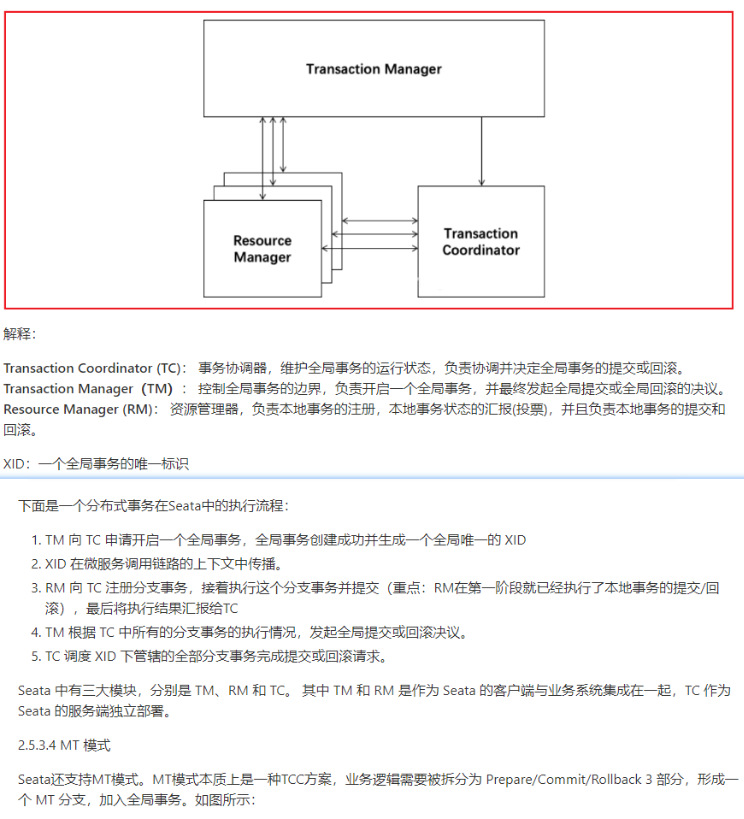 Transaction Manager
Resource
Manager
Transaction
Coordinator
解释：
Transaction Coordinator (TC)： 事务协调器，维护全局事务的运行状态，负责协调并决定全局事务的提交或回滚。
Transaction Manager（TM）： 控制全局事务的边界，负责开启一个全局事务，并最终发起全局提交或全局回滚的决议。
Resource Manager (RM)： 资源管理器，负责本地事务的注册，本地事务状态的汇报(投票)，并且负责本地事务的提交和
回滚。
XID：一个全局事务的唯一标识
下面是一个分布式事务在Seata中的执行流程：
1. TM 向 TC 申请开启一个全局事务，全局事务创建成功并生成一个全局唯一的 XID
2. XID 在微服务调用链路的上下文中传播。
3. RM 向 TC 注册分支事务，接着执行这个分支事务并提交（重点：RM在第一阶段就已经执行了本地事务的提交/回
滚），最后将执行结果汇报给TC
4. TM 根据 TC 中所有的分支事务的执行情况，发起全局提交或回滚决议。
5. TC 调度 XID 下管辖的全部分支事务完成提交或回滚请求。
Seata 中有三大模块，分别是 TM、RM 和 TC。 其中 TM 和 RM 是作为 Seata 的客户端与业务系统集成在一起，TC 作为
Seata 的服务端独立部署。
2.5.3.4 MT 模式
Seata还支持MT模式。MT模式本质上是一种TCC方案，业务逻辑需要被拆分为 Prepare/Commit/Rollback 3 部分，形成一
个 MT 分支，加入全局事务。如图所示：